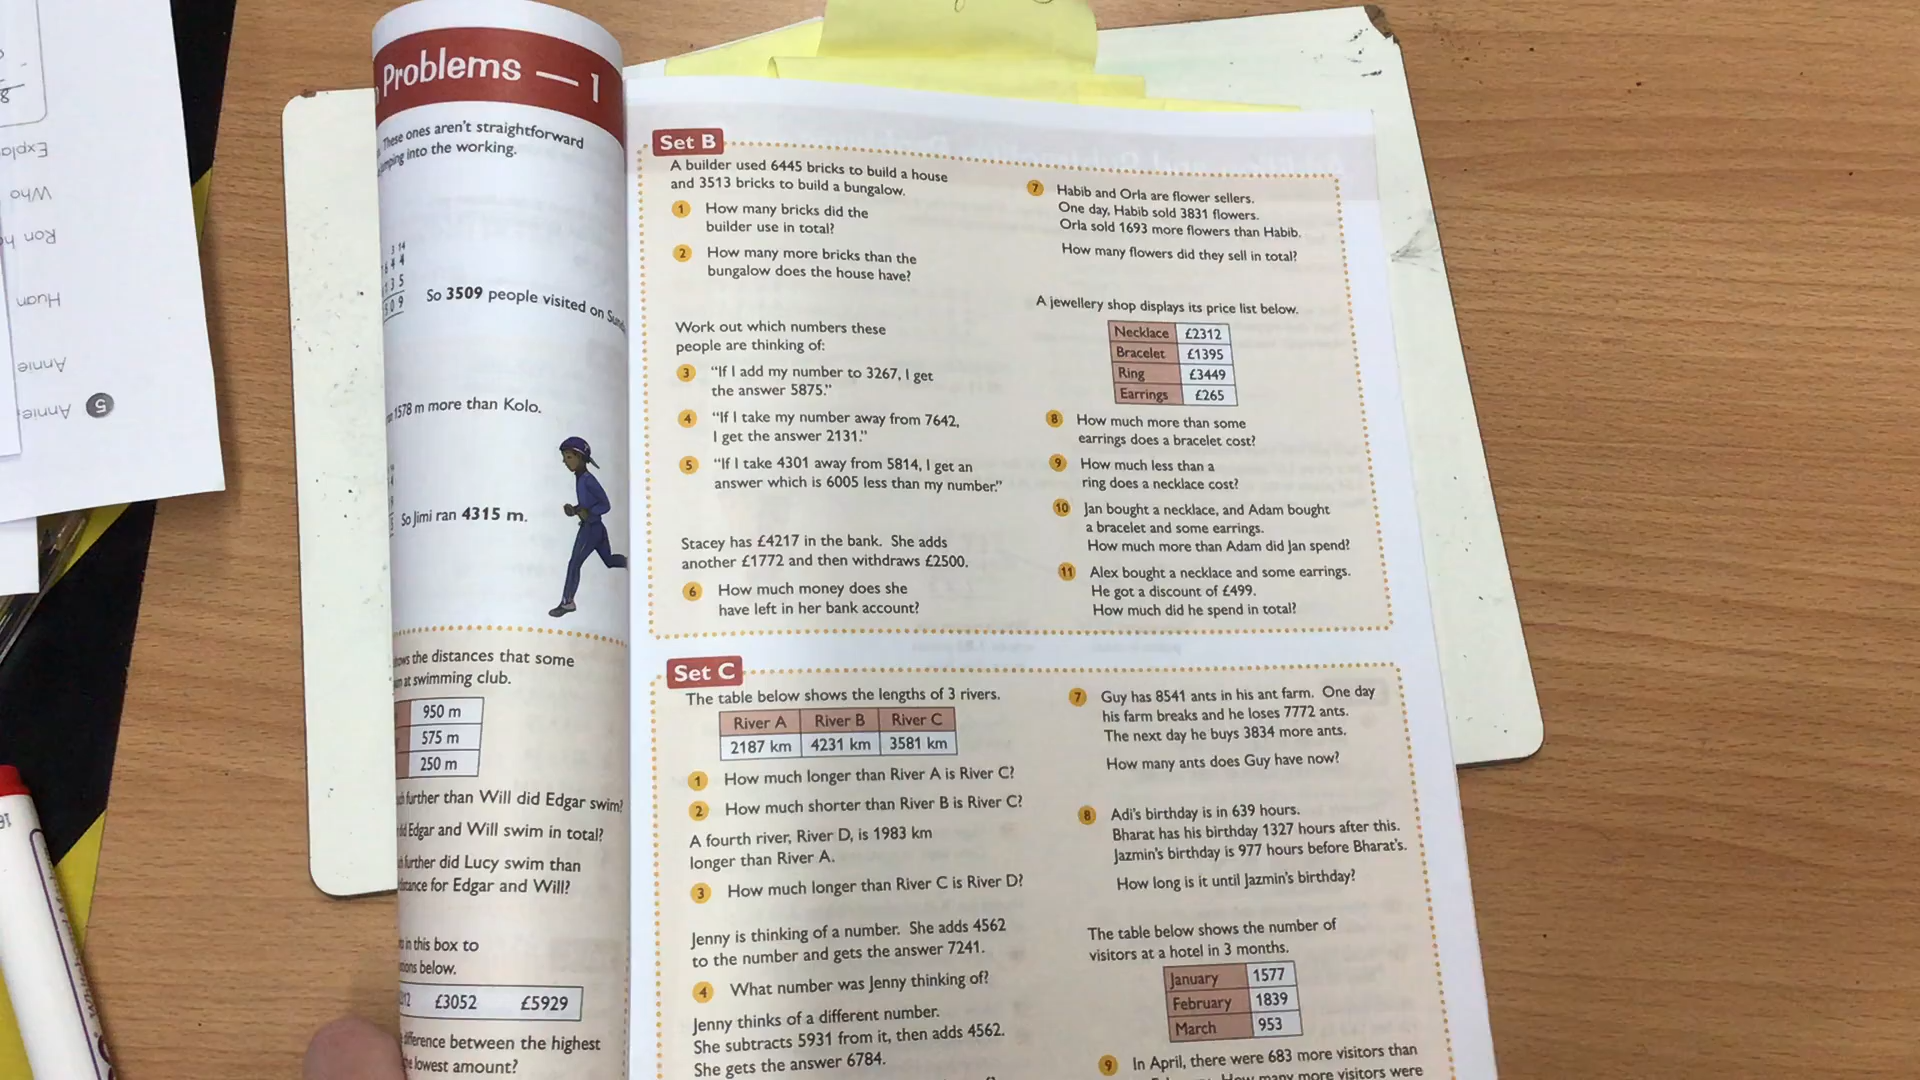 Problems — 1
These ones aren't straightforward
into the working.
So 3509 people visited on
1578 m more than Kolo.
So Jimi ran 4315 m.
the distances that some
at swimming club.
950 m
575 m
250 m
further than Will did Edgar swim?
Edgar and Will swim in total?
further did Lucy swim than
for Edgar and Will?
in this box to
below.
£3052 £5929
difference between the highest
lowest amount?
Set B
A builder used 6445 bricks to build a house
and 3513 bricks to build a bungalow.
1 How many bricks did the
builder use in total?
2 How many more bricks than the
bungalow does the house have?
Work out which numbers these
people are thinking of:
3 "If I add my number to 3267, I get
the answer 5875."
4 "If I take my number away from 7642,
I get the answer 2131."
5 "If I take 4301 away from 5814, I get an
answer which is 6005 less than my number."
Stacey has £4217 in the bank. She adds
another £1772 and then withdraws £2500.
6 How much money does she
have left in her bank account?
7 Habib and Orla are flower sellers.
One day, Habib sold 3831 flowers.
Orla sold 1693 more flowers than Habib.
How many flowers did they sell in total?
A jewellery shop displays its price list below.
Necklace £2312
Bracelet £1395
Ring £3449
Earrings £265
8 How much more than some
earrings does a bracelet cost?
9 How much less than a
ring does a necklace cost?
10 Jan bought a necklace, and Adam bought
a bracelet and some earrings.
How much more than Adam did Jan spend?
11 Alex bought a necklace and some earrings.
He got a discount of £499.
How much did he spend in total?
Set C
The table below shows the lengths of 3 rivers.
River A River B River C
2187 km 4231 km 3581 km
1 How much longer than River A is River C?
2 How much shorter than River B is River C?
A fourth river, River D, is 1983 km
longer than River A.
3 How much longer than River C is River D?
Jenny is thinking of a number. She adds 4562
to the number and gets the answer 7241.
4 What number was Jenny thinking of?
Jenny thinks of a different number.
She subtracts 5931 from it, then adds 4562.
She gets the answer 6784.
7 Guy has 8541 ants in his ant farm. One day
his farm breaks and he loses 7772 ants.
The next day he buys 3834 more ants.
How many ants does Guy have now?
8 Adi's birthday is in 639 hours.
Bharat has his birthday 1327 hours after this.
Jazmin's birthday is 977 hours before Bharat's.
How long is it until Jazmin's birthday?
The table below shows the number of
visitors at a hotel in 3 months.
January 1577
February 1839
March 953
9 In April, there were 683 more visitors than
How many more visitors were
Who
Ron
Huan
Annie
5 Annie